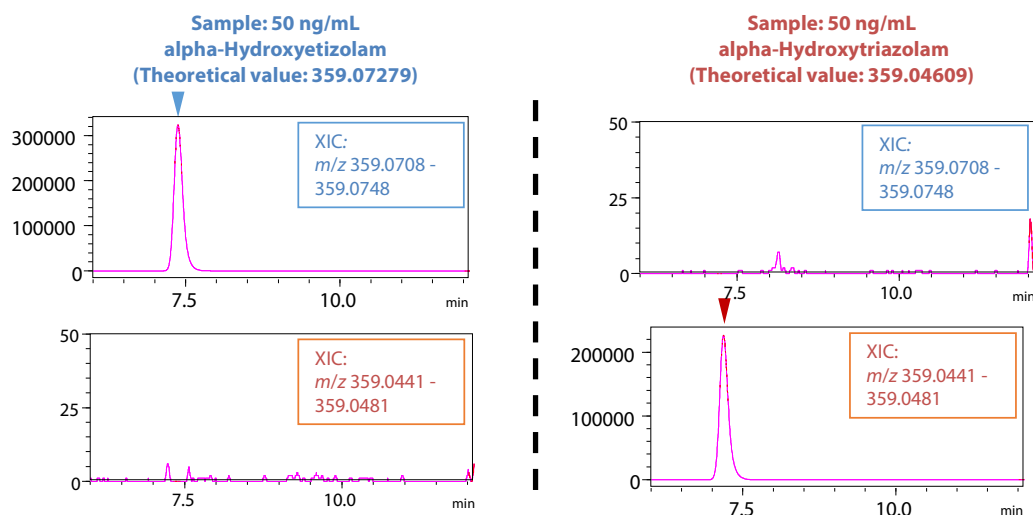 Sample: 50 ng/mL
alpha-Hydroxyetizolam
(Theoretical value: 359.07279)
300000
200000
100000
0
XIC:
m/z 359.0708 -
359.0748
7.5
10.0
min
50
25
0
XIC:
m/z 359.0441 -
359.0481
7.5
10.0
min
Sample: 50 ng/mL
alpha-Hydroxytriazolam
(Theoretical value: 359.04609)
50
25
0
XIC:
m/z 359.0708 -
359.0748
7.5
10.0
min
200000
100000
0
XIC:
m/z 359.0441 -
359.0481
7.5
10.0
min